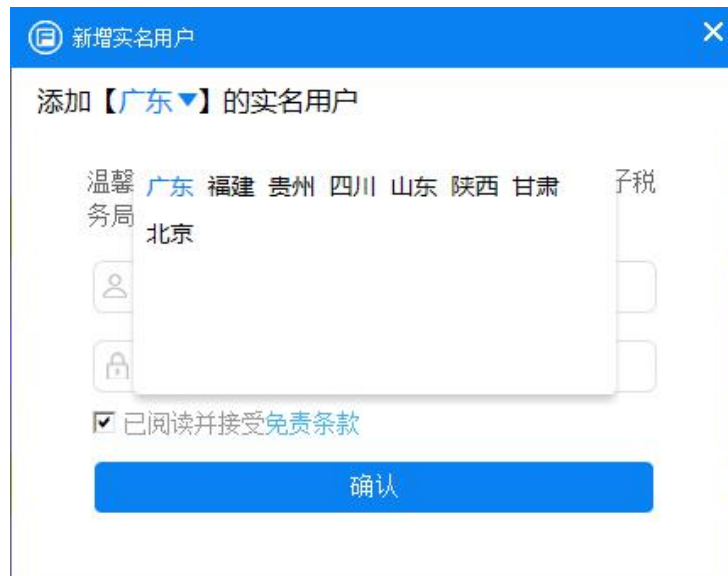 新增实名用户
添加【广东▼】的实名用户
温馨
子税
务局
广东 福建 贵州 四川 山东 陕西 甘肃
北京
已阅读并接受免责条款
确认